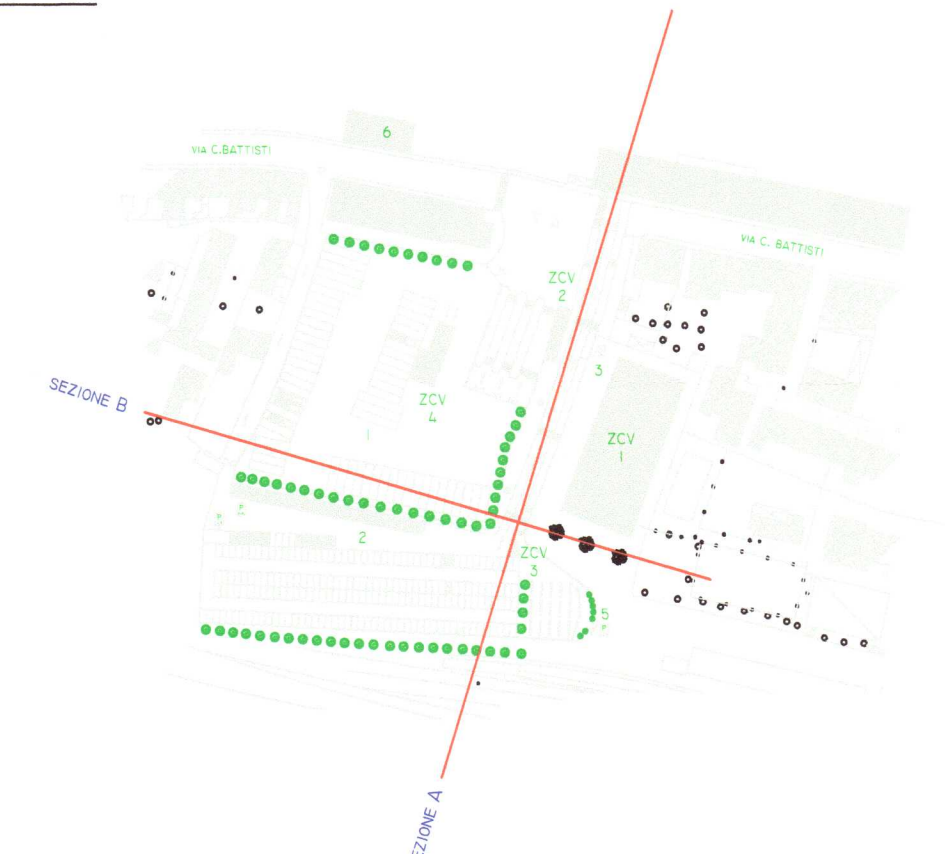 6
VIA C.BATTISTI
VIA C. BATTISTI
ZCV
2
3
SEZIONE B
ZCV
4
1
ZCV
1
2
ZCV
3
5
EZIONE A